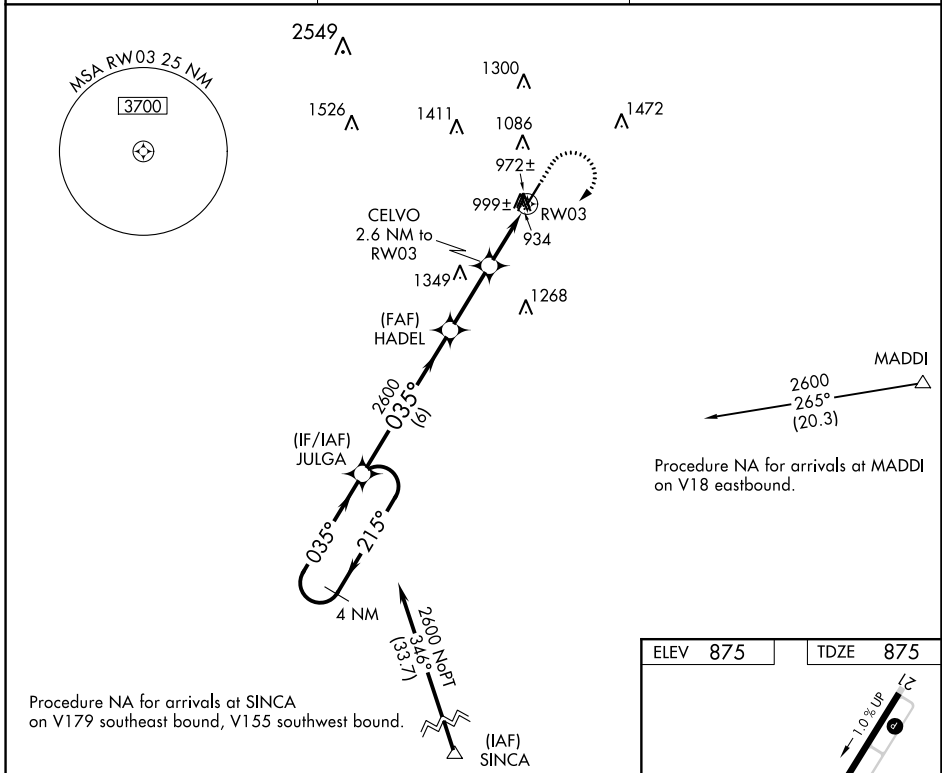 2549
MSA RW03 25 NM
3700
1300
1526
1411
1086
1472
972±
999±
RW03
934
CELVO
2.6 NM to
RW03
1349
1268
(FAF)
HADEL
MADDI
2600
265°
(20.3)
2600
035°
(6)
(IF/IAF)
JULGA
Procedure NA for arrivals at MADDI
on V18 eastbound.
035°
215°
4 NM
2600 NoPT
346°
(33.7)
ELEV 875
TDZE 875
21
1.0 % UP
P
Procedure NA for arrivals at SINCA
on V179 southeast bound, V155 southwest bound.
(IAF)
SINCA